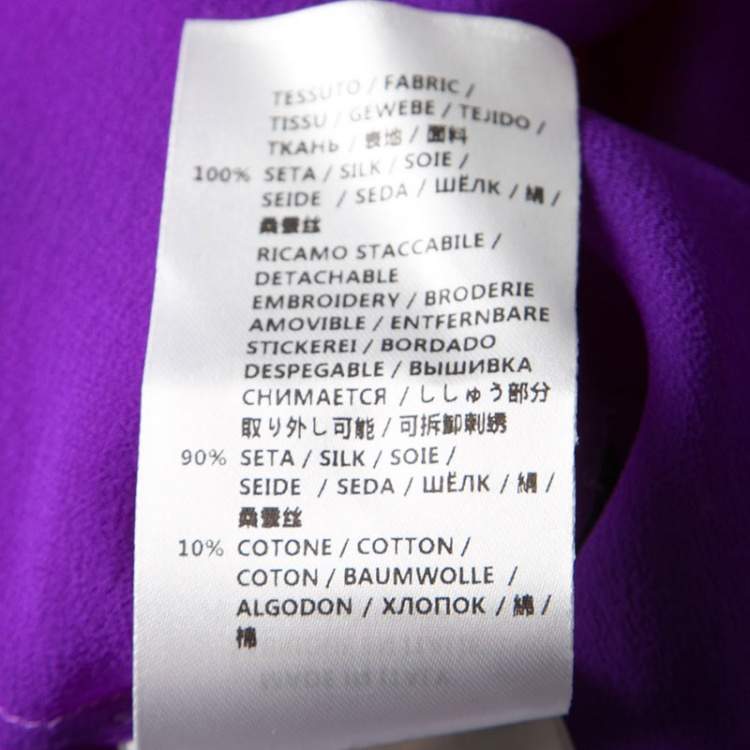 TESSUTO / FABRIC /
TISSU / GEWEBE / TEJIDO /
ТКАНЬ / 表地 / 面料
100% SETA / SILK / SOIE /
SEIDE / SEDA / ШЁЛК / 絹 /
桑蚕丝
RICAMO STACCABILE /
DETACHABLE
EMBROIDERY / BRODERIE
AMOVIBLE / ENTFERNBARE
STICKEREI / BORDADO
DESPEGABLE / ВЫШИВКА
СНИМАЕТСЯ / ししゅう部分
取り外し可能 / 可拆卸刺绣
90% SETA / SILK / SOIE /
SEIDE / SEDA / ШЁЛК / 絹 /
桑蚕丝
10% COTONE / COTTON /
COTON / BAUMWOLLE /
ALGODON / ХЛОПОК / 綿 /
棉